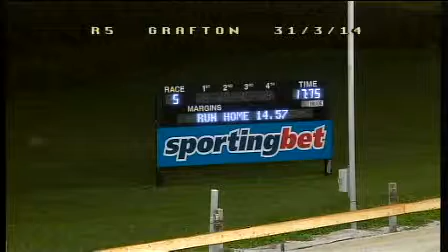 R5 GRAFTON 31/3/14
RACE 1ST 2ND 3RD 4TH TIME
5 17:75
MARGINS
RUN HOME 14.57
sportingbet